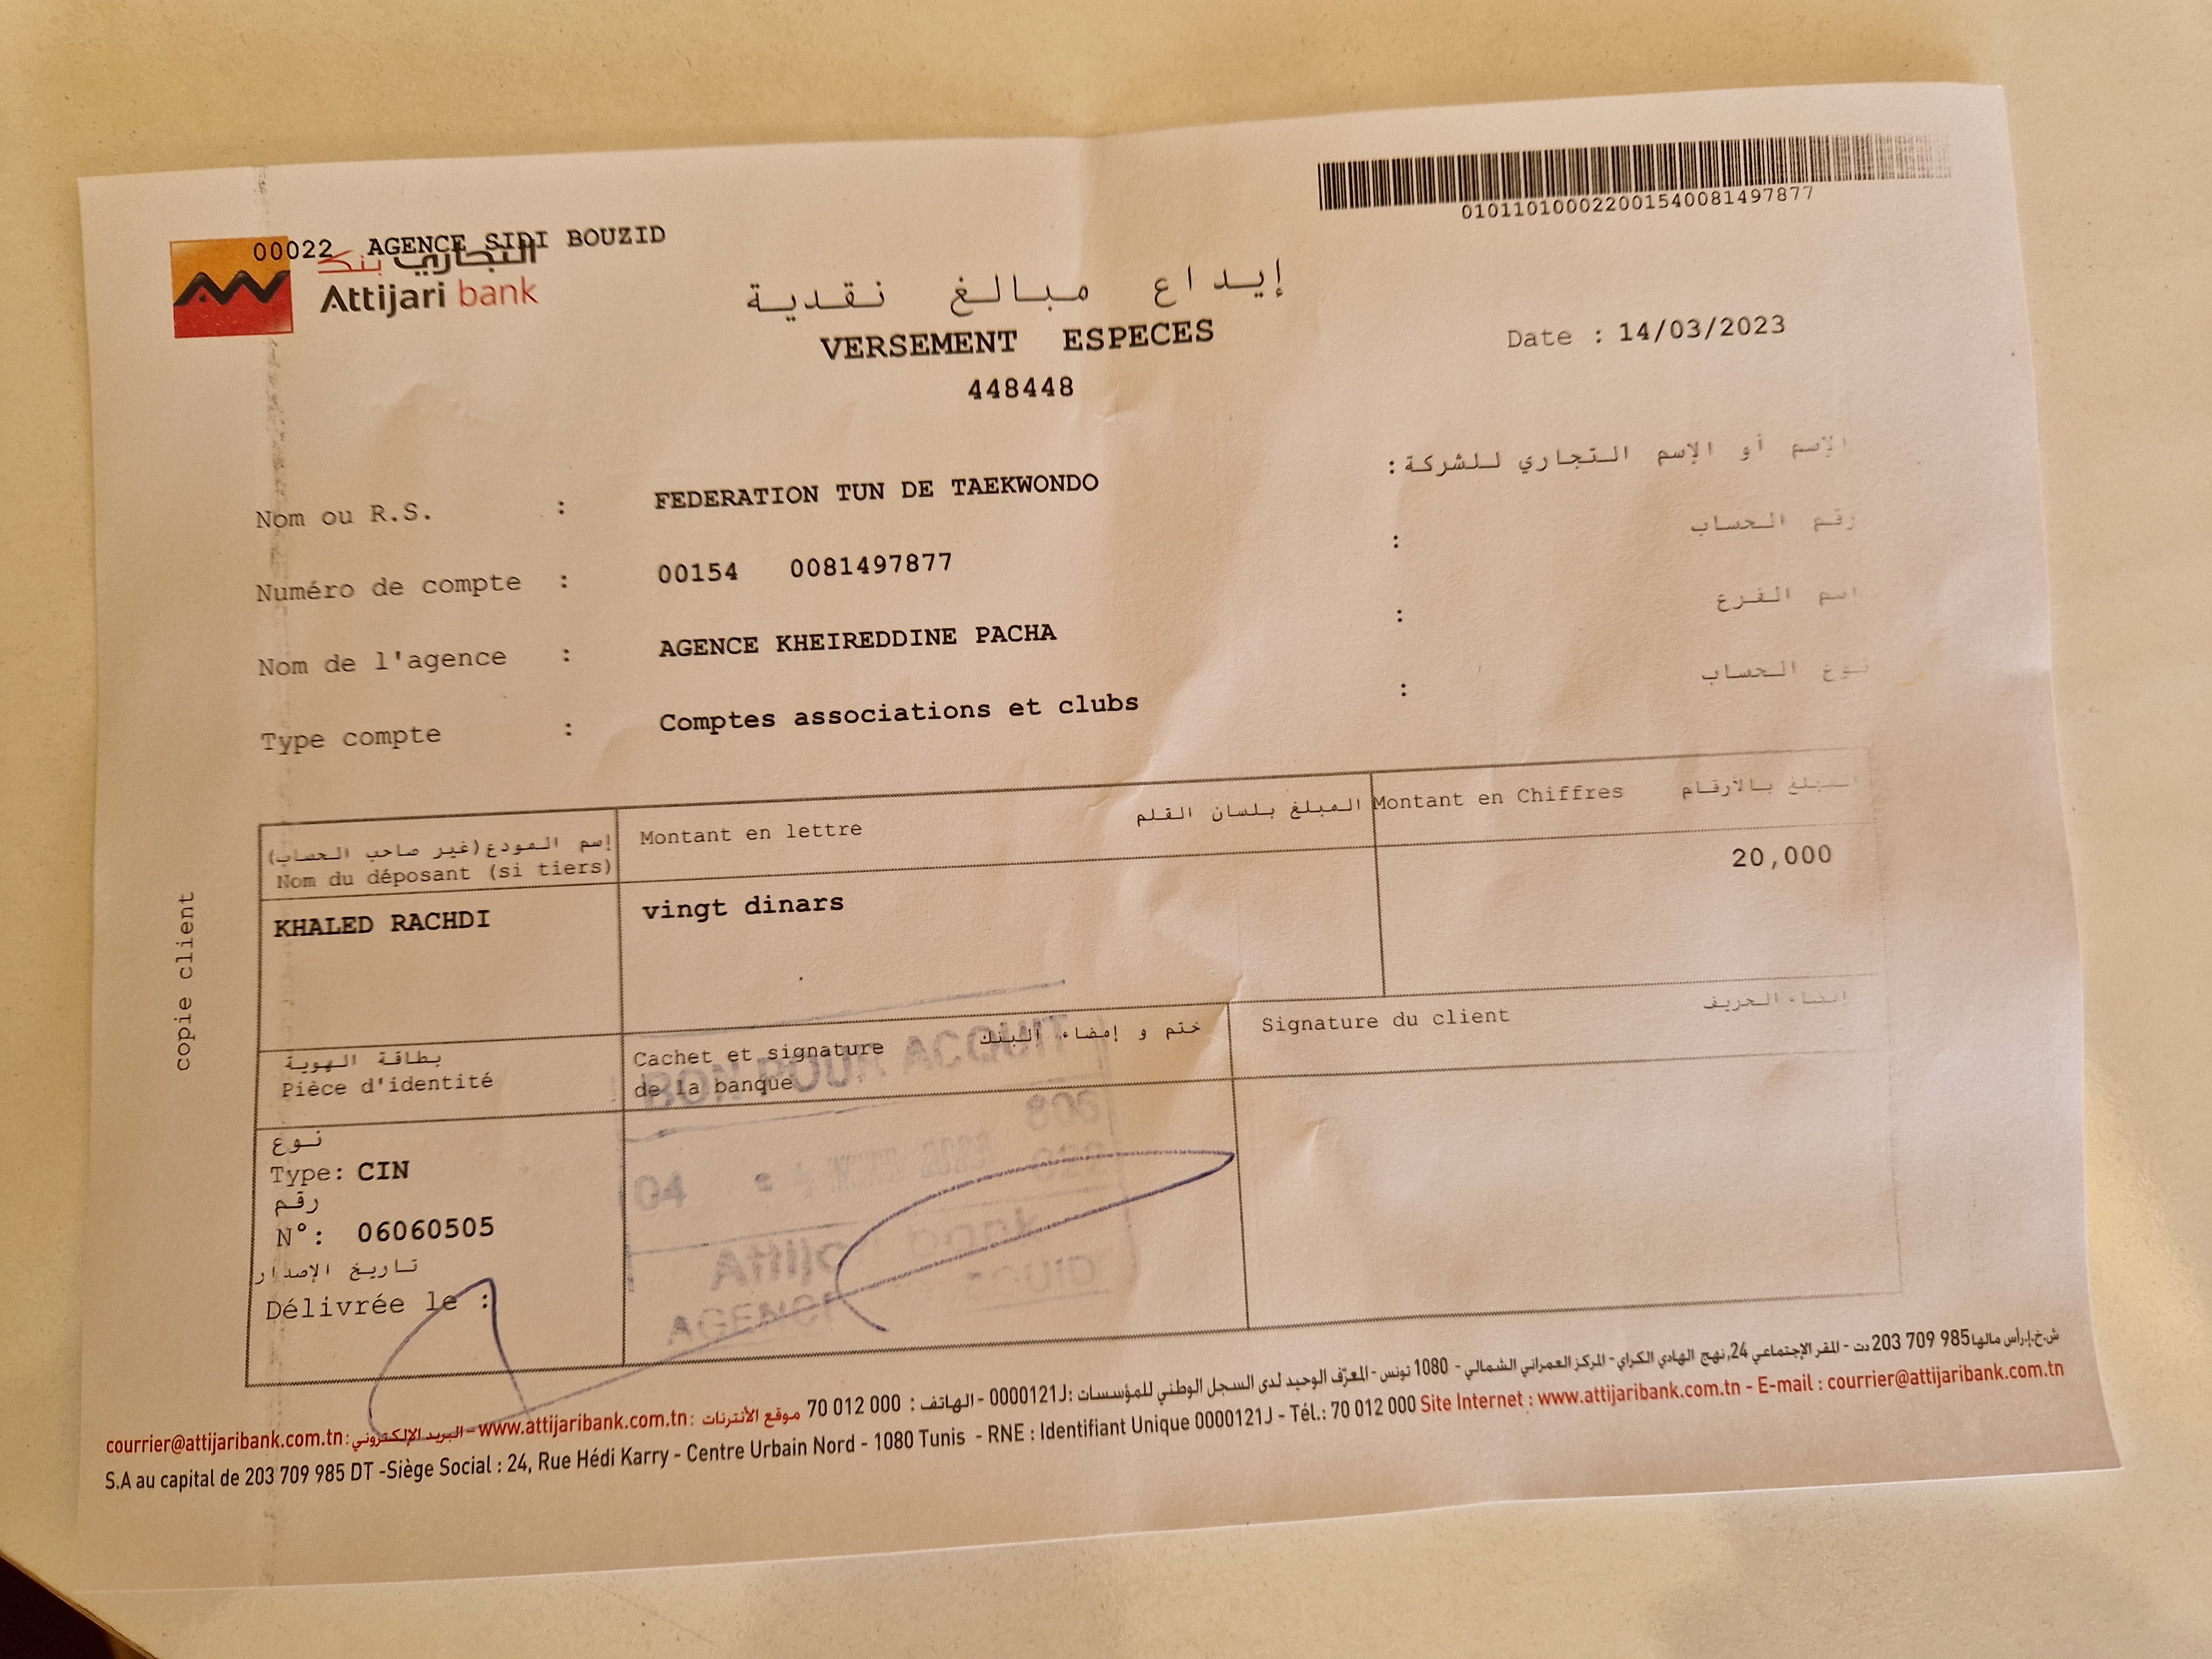 010110100022001540081497877
00022 AGENCE SIDI BOUZID
التجاري بنك
Attijari bank
إيداع مبالغ نقدية
VERSEMENT ESPECES
448448
Date : 14/03/2023
Nom ou R.S. : FEDERATION TUN DE TAEKWONDO : الإسم أو الإسم التجاري للشركة
Numéro de compte : 00154 0081497877 : رقم الحساب
Nom de l'agence : AGENCE KHEIREDDINE PACHA : إسم الفرع
Type compte : Comptes associations et clubs : نوع الحساب
إسم المودع (غير صاحب الحساب)
Nom du déposant (si tiers)
Montant en lettre المبلغ بلسان القلم
Montant en Chiffres المبلغ بالأرقام
KHALED RACHDI
vingt dinars
20,000
copie client
بطاقة الهوية
Pièce d'identité
Cachet et signature ختم و إمضاء البنك
de la banque
Signature du client إمضاء الحريف
BON POUR ACQUIT
806
04 2023
Attija bank
AGENC
نوع
Type: CIN
رقم
N°: 06060505
تاريخ الإصدار
Délivrée le :
ش.خ.إ.رأس مالها 203 709 985 دت - المقر الإجتماعي 24, نهج الهادي الكراي - المركز العمراني الشمالي - 1080 تونس - المعرّف الوحيد لدى السجل الوطني للمؤسسات : 0000121J - الهاتف : 70 012 000 موقع الأنترنات : www.attijaribank.com.tn - البريد الإلكتروني : courrier@attijaribank.com.tn
S.A au capital de 203 709 985 DT -Siège Social : 24, Rue Hédi Karry - Centre Urbain Nord - 1080 Tunis - RNE : Identifiant Unique 0000121J - Tél.: 70 012 000 Site Internet : www.attijaribank.com.tn - E-mail : courrier@attijaribank.com.tn